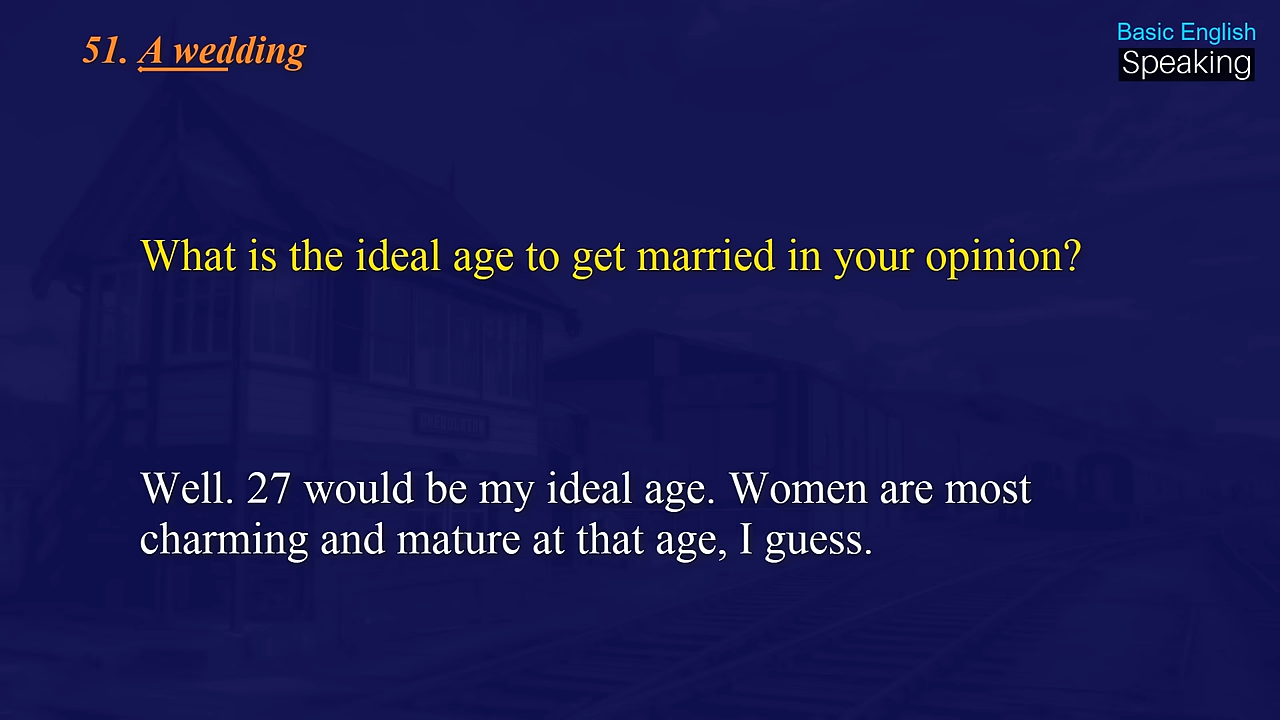 51. A wedding
Basic English
Speaking
What is the ideal age to get married in your opinion?
Well. 27 would be my ideal age. Women are most
charming and mature at that age, I guess.